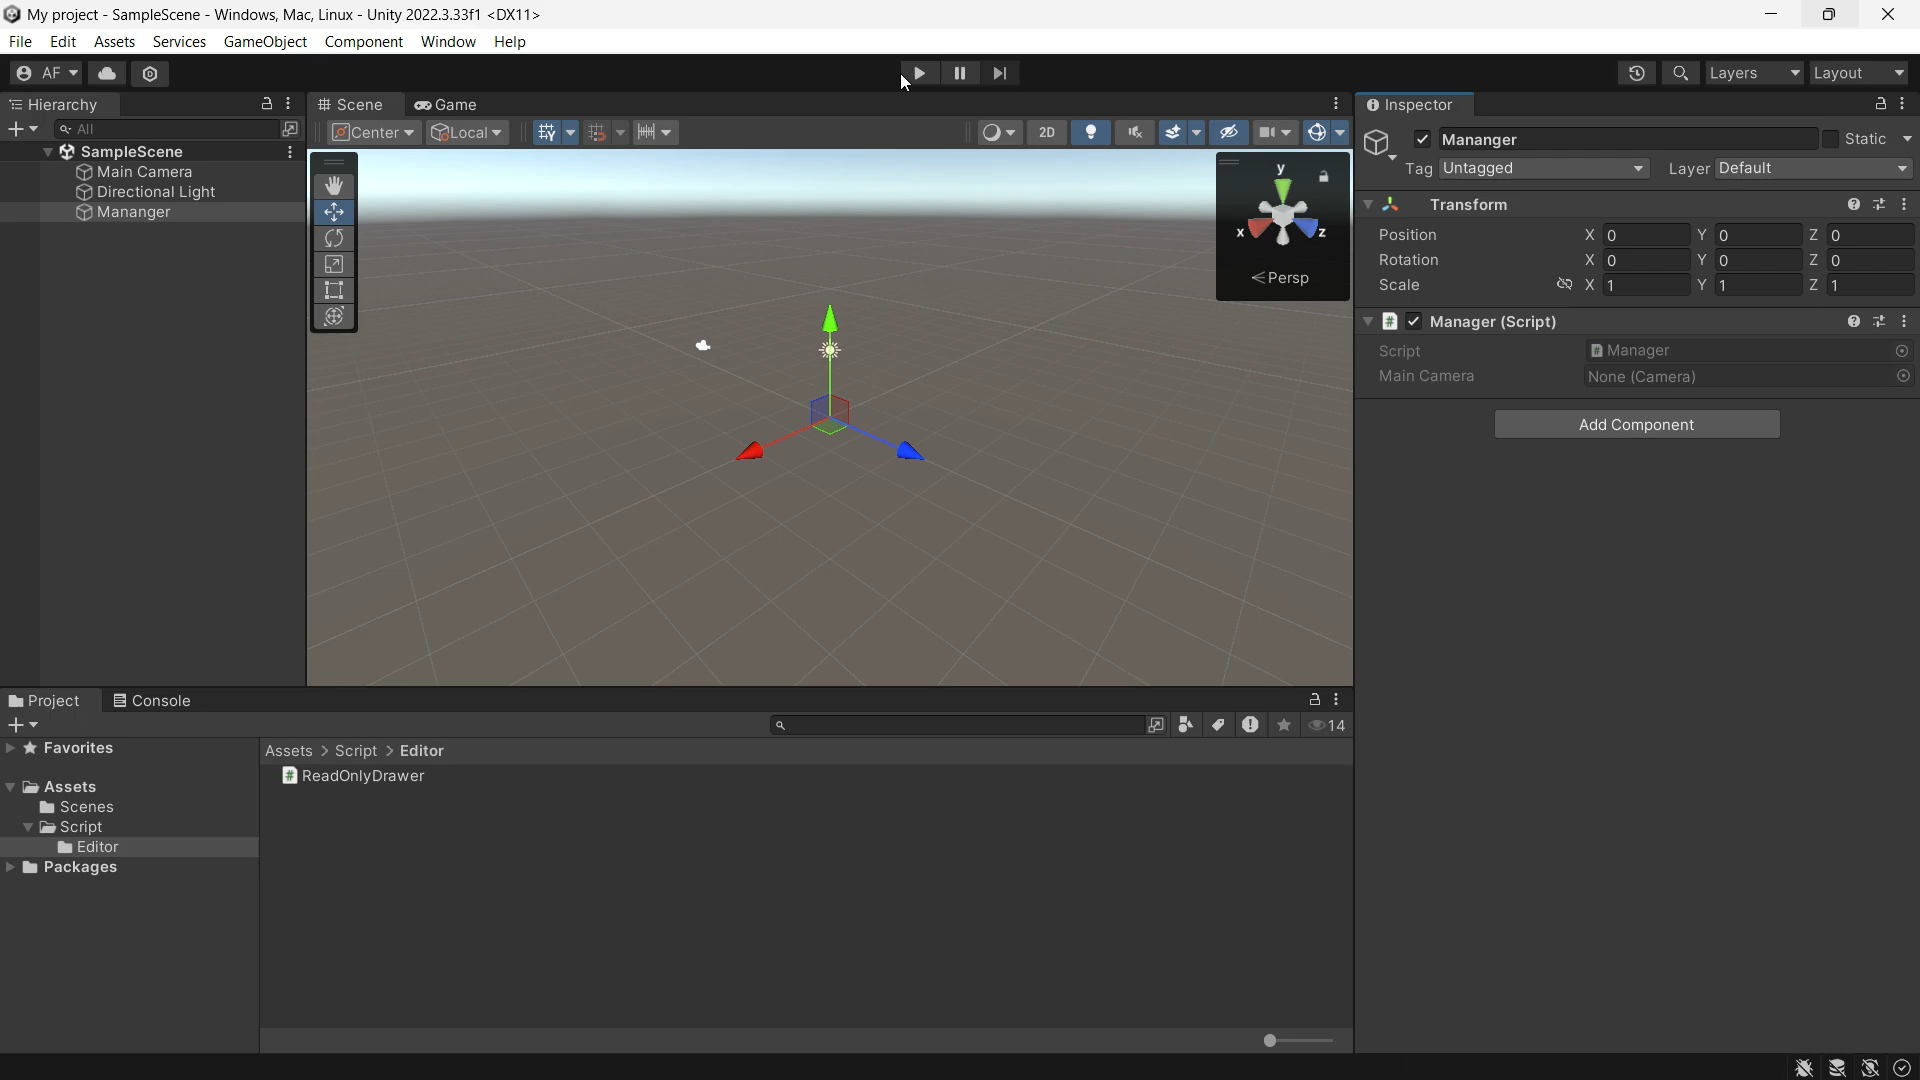 My project - SampleScene - Windows, Mac, Linux - Unity 2022.3.33f1 <DX11>
File Edit Assets Services GameObject Component Window Help
AF Layers Layout
Hierarchy
All
SampleScene
Main Camera
Directional Light
Mananger
Scene Game
Center Local 2D
y
x z
Persp
Inspector
Mananger Static
Tag Untagged Layer Default
Transform
Position X 0 Y 0 Z 0
Rotation X 0 Y 0 Z 0
Scale X 1 Y 1 Z 1
# Manager (Script)
Script # Manager
Main Camera None (Camera)
Add Component
Project Console
14
Favorites
Assets
Scenes
Script
Editor
Packages
Assets > Script > Editor
# ReadOnlyDrawer